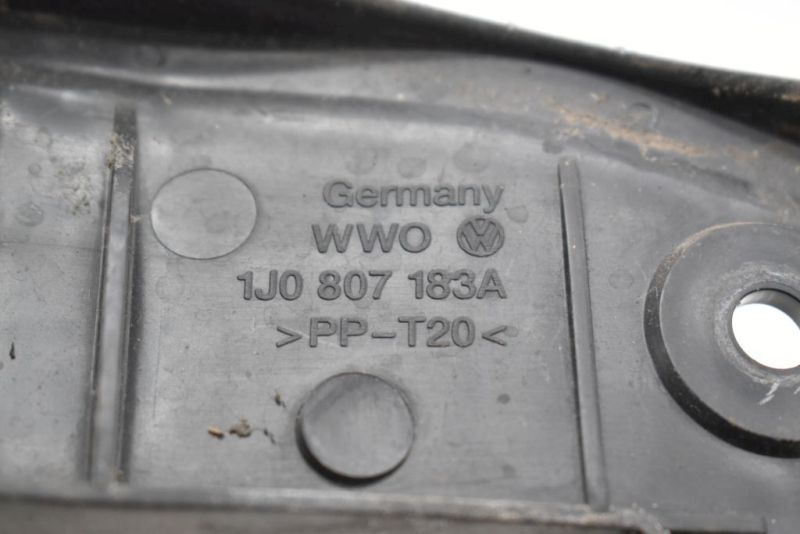 Germany
WWO
1J0 807 183A
>PP-T20<